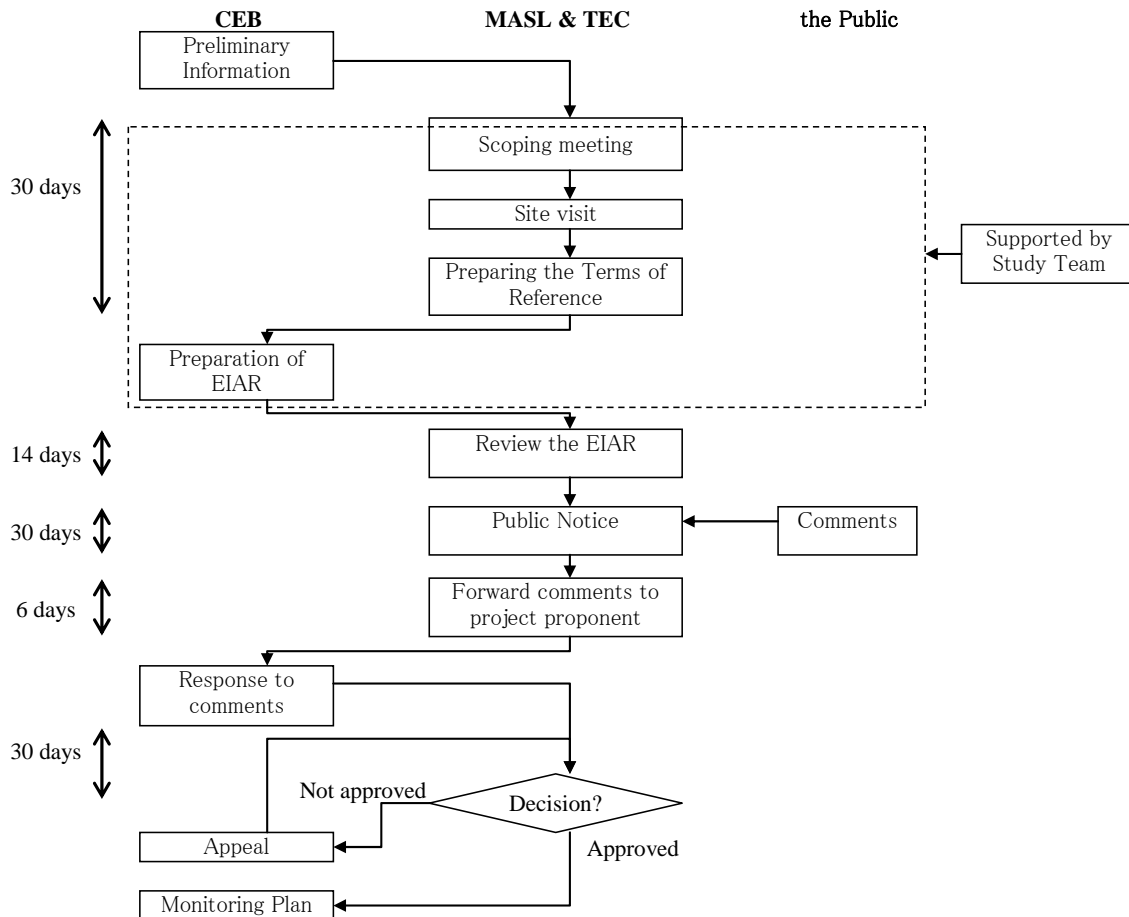 CEB
MASL & TEC
the Public
Preliminary
Information
Scoping meeting
30 days
Site visit
Supported by
Study Team
Preparing the Terms of
Reference
Preparation of
EIAR
14 days
Review the EIAR
30 days
Public Notice
Comments
6 days
Forward comments to
project proponent
Response to
comments
30 days
Not approved
Decision?
Appeal
Approved
Monitoring Plan